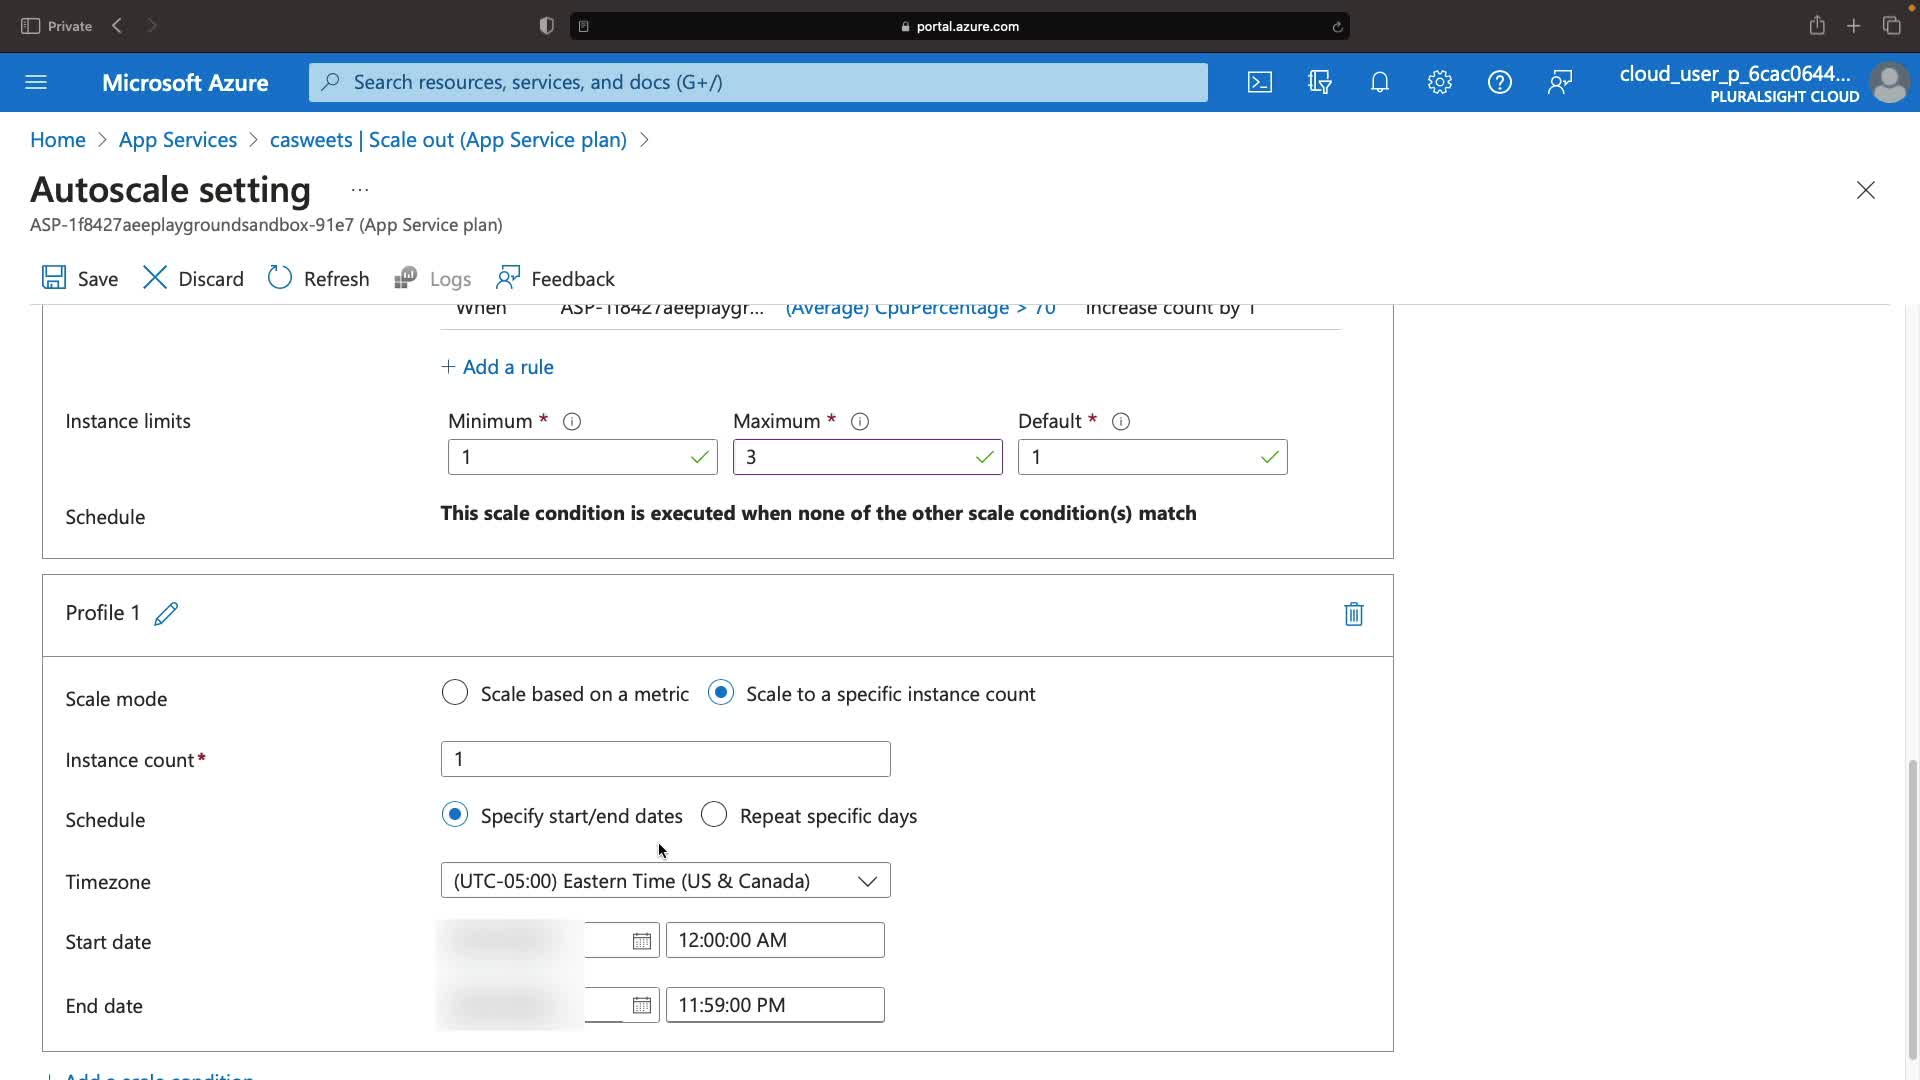 Private
portal.azure.com
Microsoft Azure
Search resources, services, and docs (G+/)
cloud_user_p_6cac0644...
PLURALSIGHT CLOUD
Home > App Services > casweets | Scale out (App Service plan) >
Autoscale setting ...
ASP-1f8427aeeplaygroundsandbox-91e7 (App Service plan)
Save Discard Refresh Logs Feedback
When ASP-1f8427aeeplaygr... (Average) CpuPercentage > 70 Increase count by 1
+ Add a rule
Instance limits Minimum * Maximum * Default *
1 3 1
Schedule This scale condition is executed when none of the other scale condition(s) match
Profile 1
Scale mode Scale based on a metric Scale to a specific instance count
Instance count* 1
Schedule Specify start/end dates Repeat specific days
Timezone (UTC-05:00) Eastern Time (US & Canada)
Start date 12:00:00 AM
End date 11:59:00 PM
+ Add a scale condition